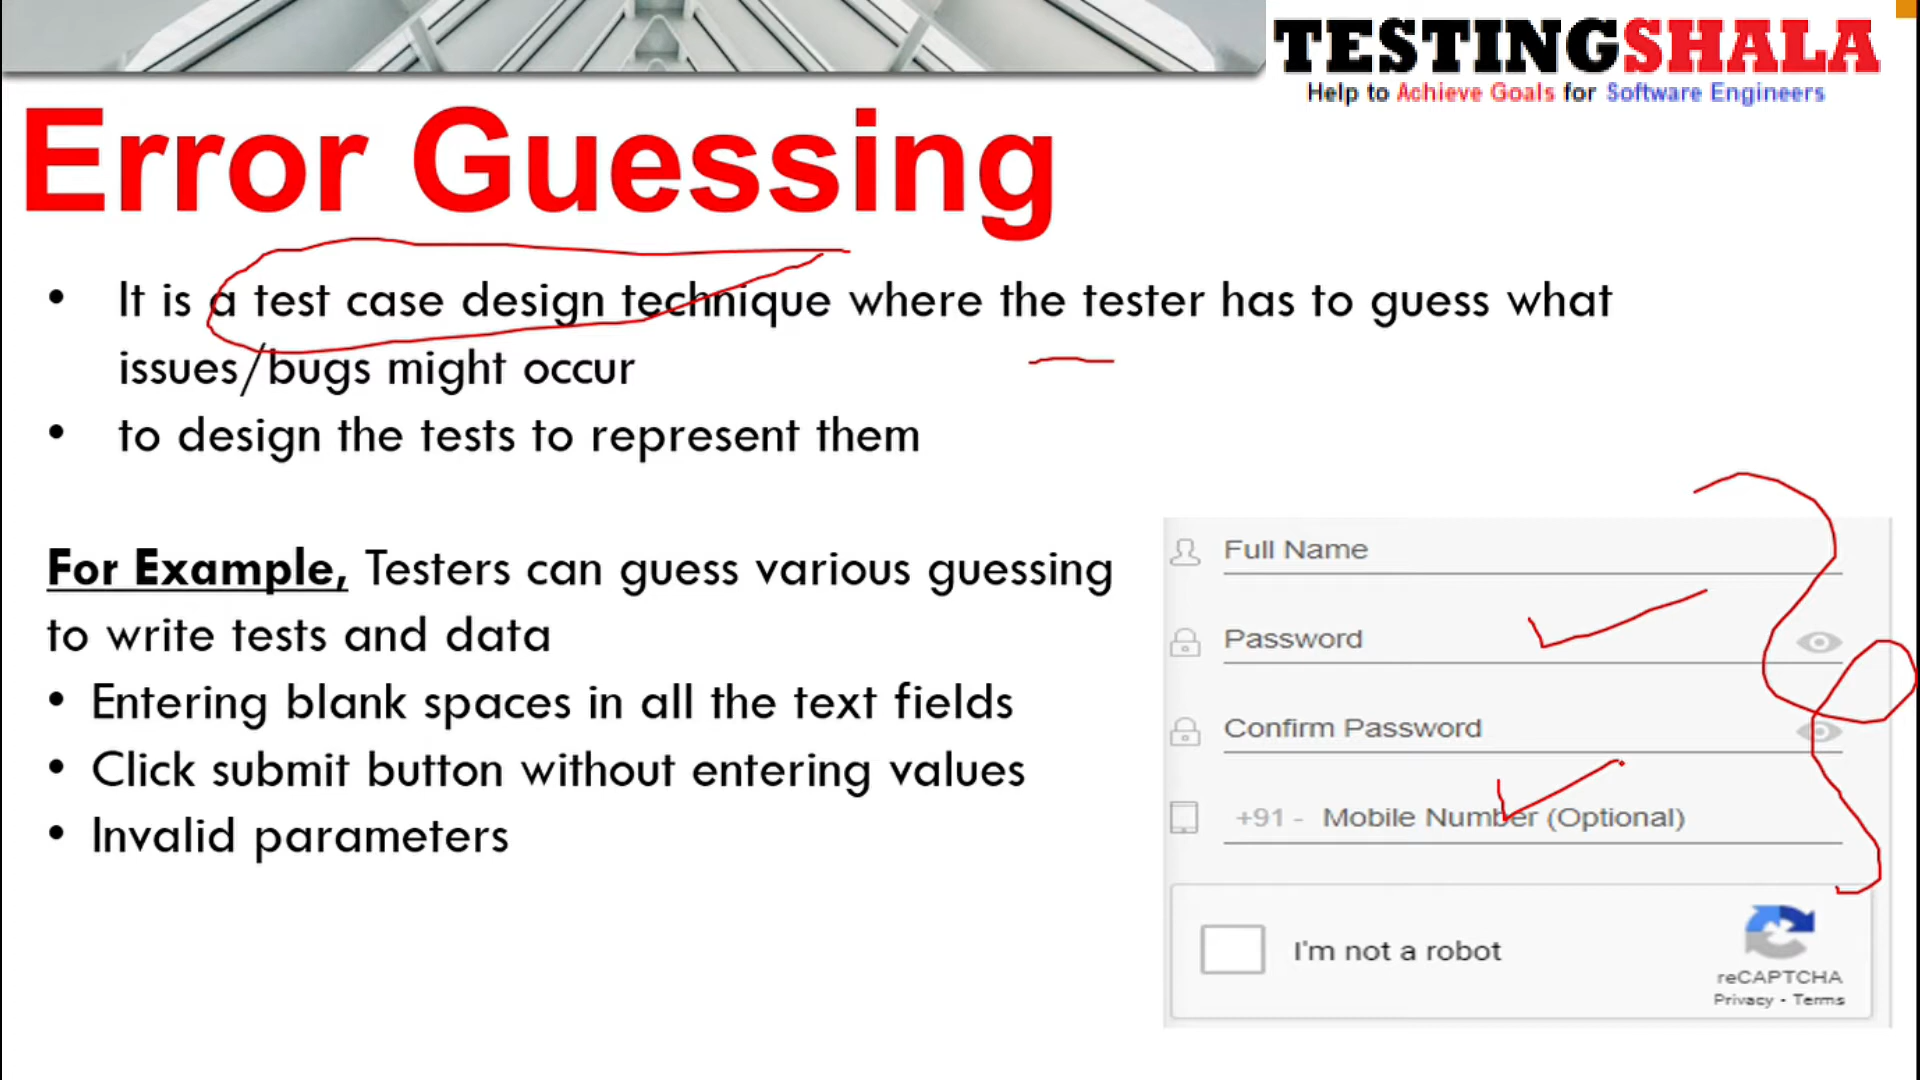 TESTINGSHALA
Help to Achieve Goals for Software Engineers
Error Guessing
• It is a test case design technique where the tester has to guess what
issues/bugs might occur
• to design the tests to represent them
For Example, Testers can guess various guessing
to write tests and data
• Entering blank spaces in all the text fields
• Click submit button without entering values
• Invalid parameters
Full Name
Password
Confirm Password
+91 - Mobile Number (Optional)
I'm not a robot
reCAPTCHA
Privacy - Terms